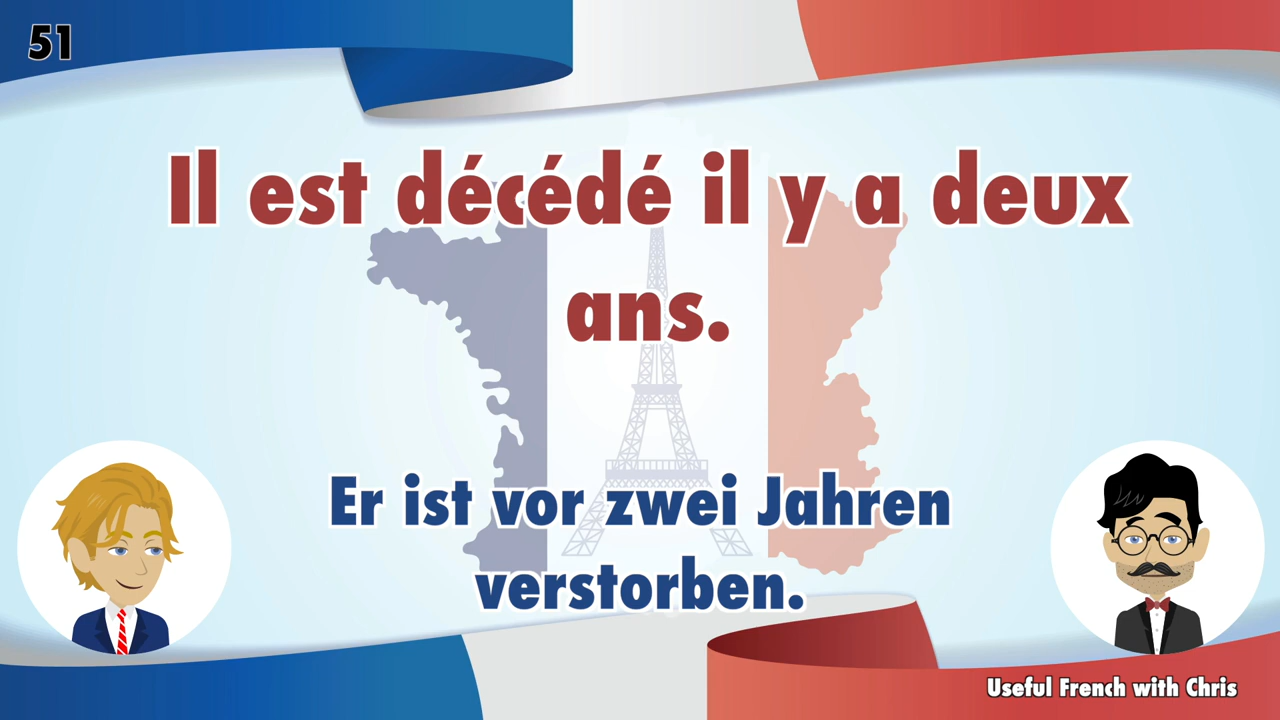 51
Il est décédé il y a deux
ans.
Er ist vor zwei Jahren
verstorben.
Useful French with Chris